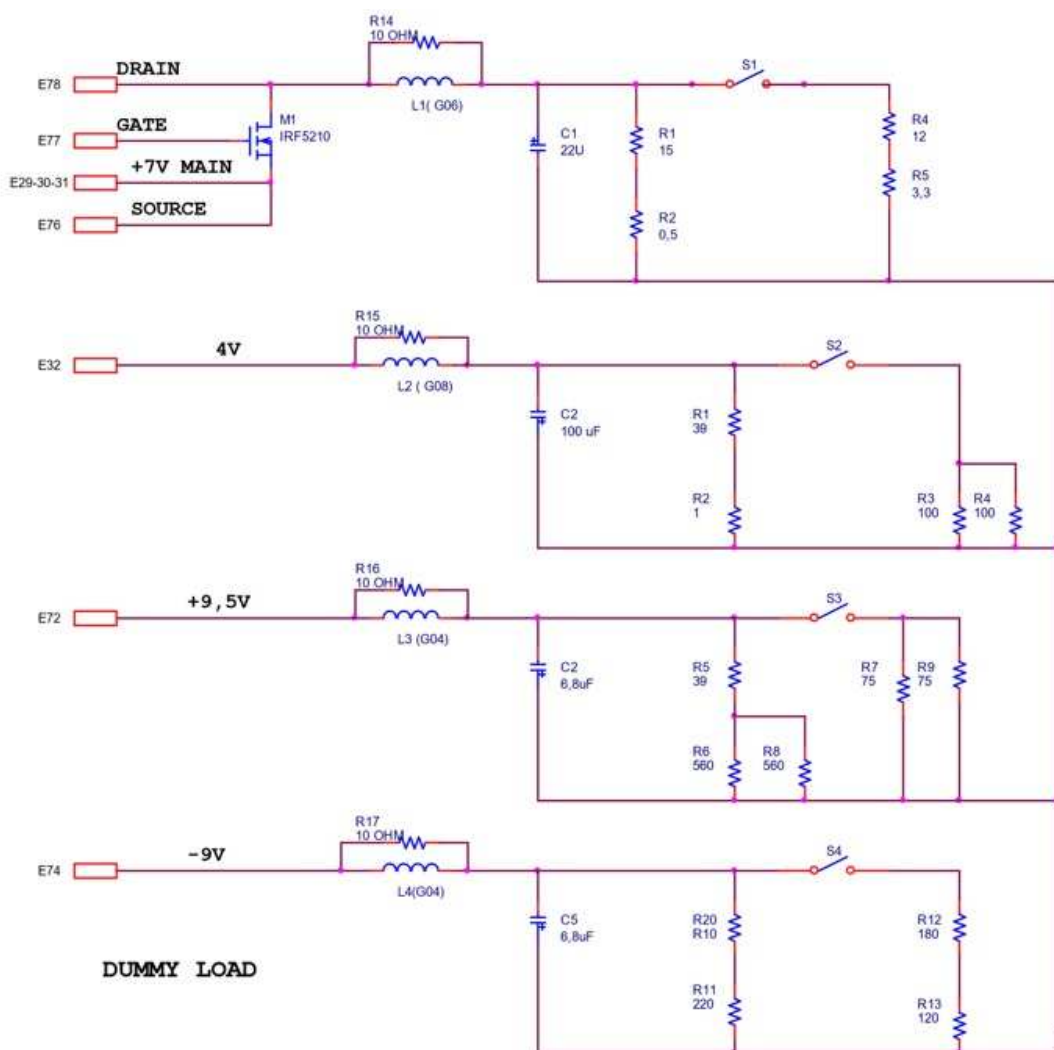 R14
10 OHM
S1
DRAIN
E78
L1( G06)
M1
IRF5210
GATE
E77
C1
22U
R1
15
R4
12
+7V MAIN
E29-30-31
R5
3,3
SOURCE
E76
R2
0,5
R15
10 OHM
4V
S2
E32
L2 ( G08)
C2
100 uF
R1
39
R2
1
R3
100
R4
100
R16
10 OHM
+9,5V
S3
E72
L3 (G04)
C2
6,8uF
R5
39
R7
75
R9
75
R6
560
R8
560
R17
10 OHM
-9V
S4
E74
L4(G04)
C5
6,8uF
R20
R10
R12
180
DUMMY LOAD
R11
220
R13
120